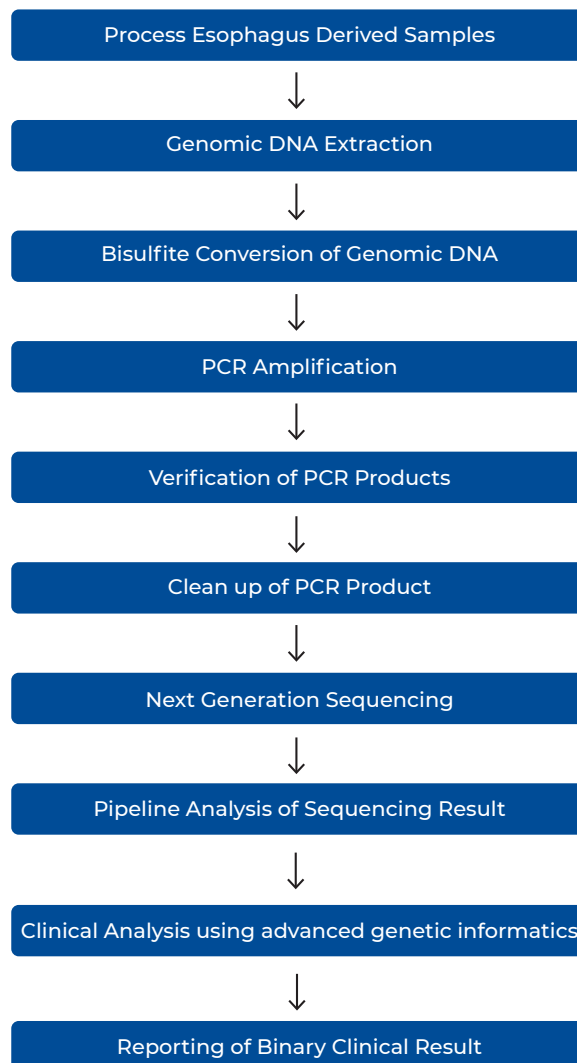 Process Esophagus Derived Samples
Genomic DNA Extraction
Bisulfite Conversion of Genomic DNA
PCR Amplification
Verification of PCR Products
Clean up of PCR Product
Next Generation Sequencing
Pipeline Analysis of Sequencing Result
Clinical Analysis using advanced genetic informatics
Reporting of Binary Clinical Result